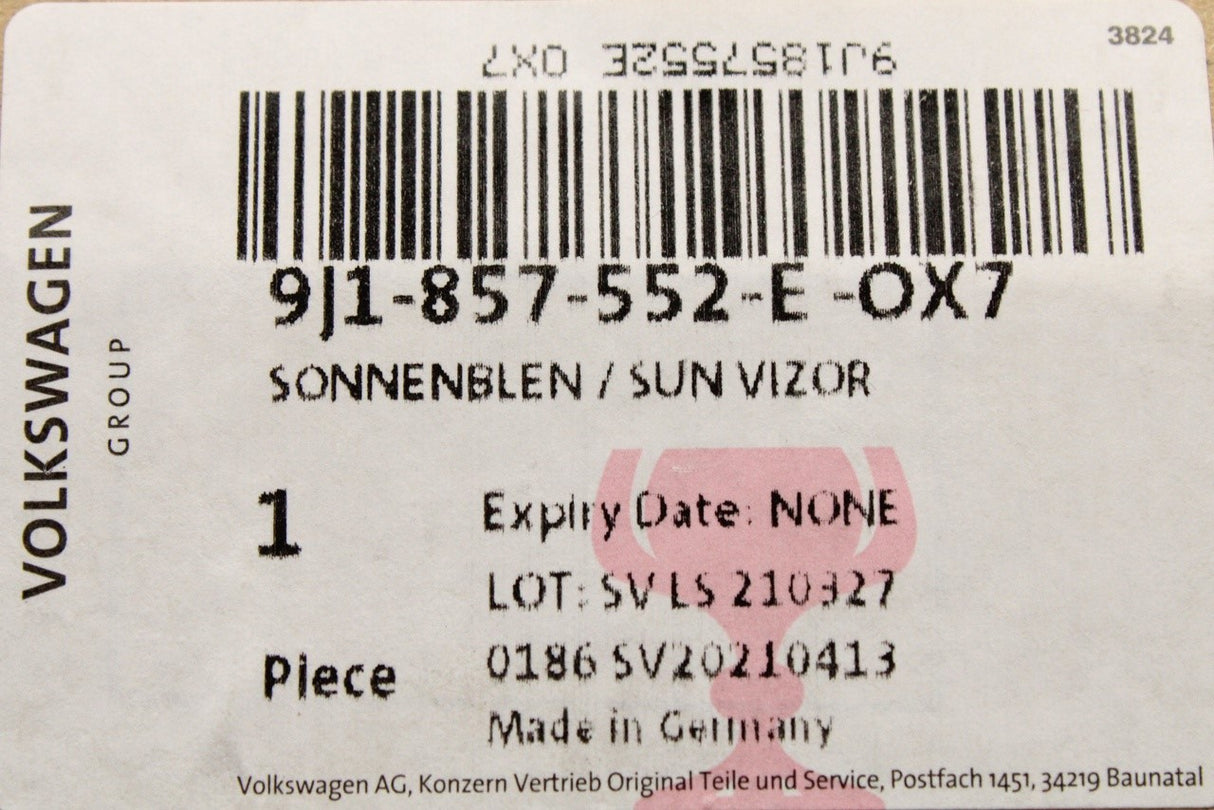 3824
9J1857552E OX7
9J1-857-552-E -OX7
SONNENBLEN / SUN VIZOR
VOLKSWAGEN
GROUP
1
Expiry Date: NONE
LOT: SV LS 210327
0186 SV20210413
Piece
Made in Germany
Volkswagen AG, Konzern Vertrieb Original Teile und Service, Postfach 1451, 34219 Baunatal